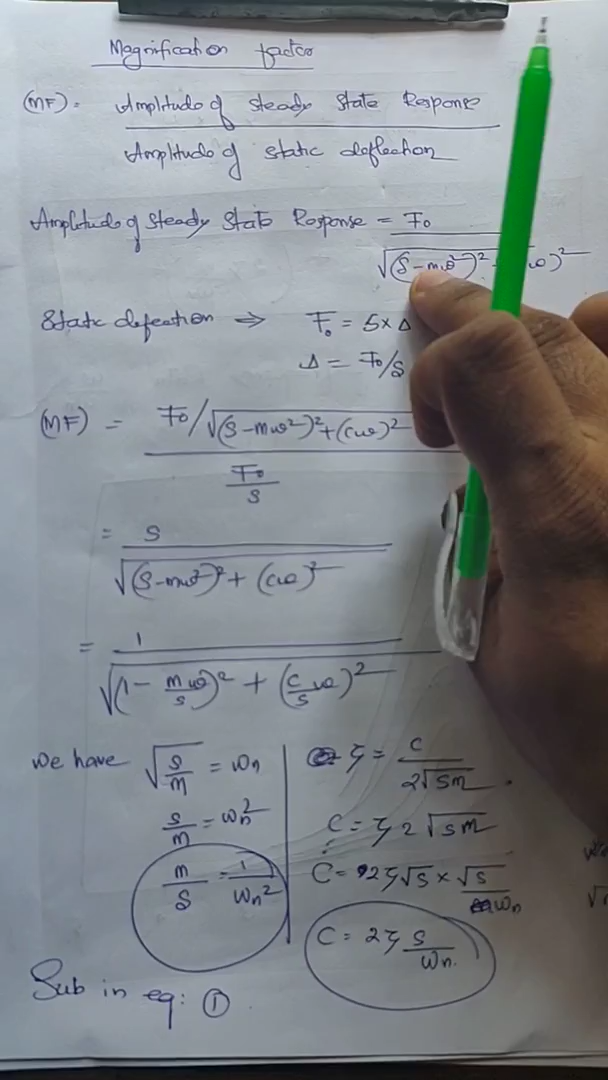 Magnification factor
(MF) = Amplitude of Steady State Response
Amplitude of static deflection
Amplitude of Steady State Response = F₀
√(S-mω²)² ω)²
Static deflection ⇒ F₀ = S × Δ
Δ = F₀/S
(MF) = F₀/√(S-mω²)²+(cω)²
F₀
S
= S
√(S-mω²)² + (cω)²
= 1
√(1 - mω²/s)² + (c/s ω)²
We have √S/m = ωn
S/m = ωn²
m/S = 1/ωn²
ζ = C/2√sm
C = ζ 2 √sm
C = 2ζ√s × √s/ωn
C = 2ζ S/ωn.
Sub in eq: ①